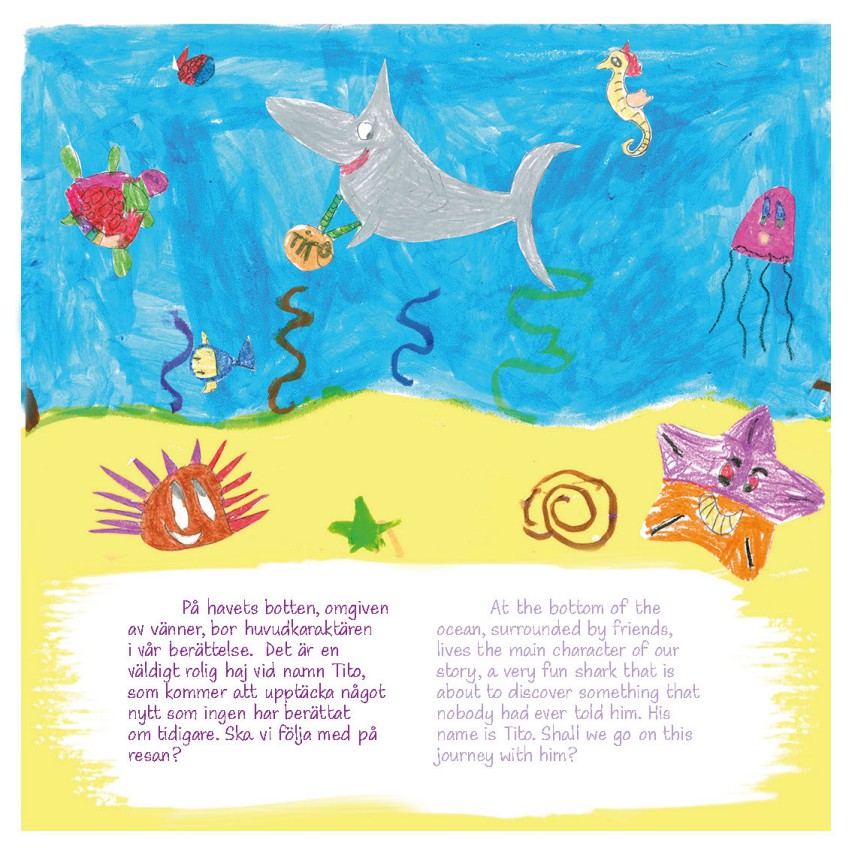 TITO
På havets botten, omgiven
av vänner, bor huvudkaraktären
i vår berättelse. Det är en
väldigt rolig haj vid namn Tito,
som kommer att upptäcka något
nytt som ingen har berättat
om tidigare. Ska vi följa med på
resan?
At the bottom of the
ocean, surrounded by friends,
lives the main character of our
story, a very fun shark that is
about to discover something that
nobody had ever told him. His
name is Tito. Shall we go on this
journey with him?